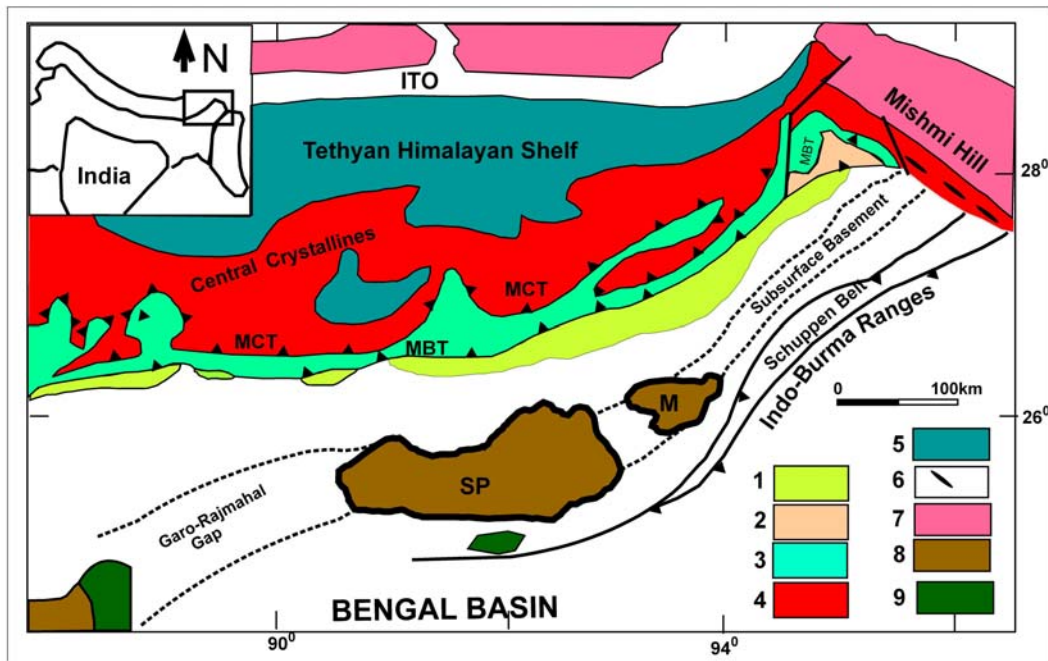 N
India
ITO
Mishmi Hill
Tethyan Himalayan Shelf
MBT
28⁰
Central Crystallines
Subsurface Basement
MCT
MCT
MBT
Schuppen Belt
Indo-Burma Ranges
0 100km
M
26⁰
SP
Garo-Rajmahal
Gap
1
2
3
4
5
6
7
8
9
BENGAL BASIN
90⁰
94⁰